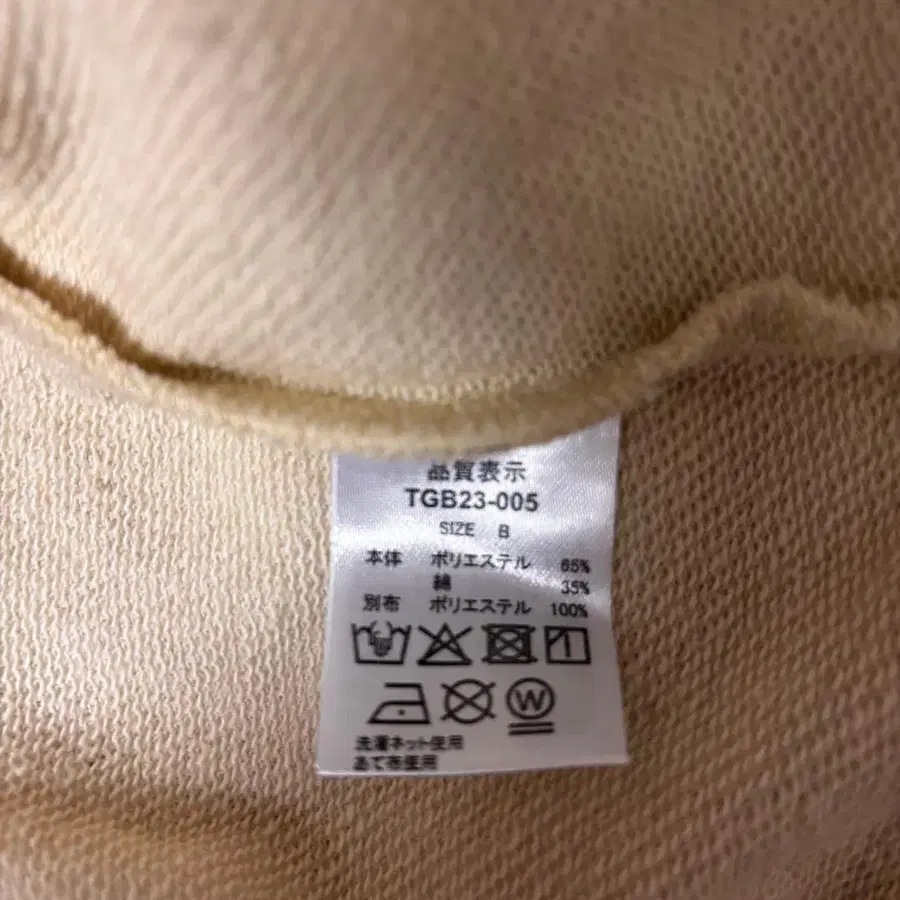 品質表示
TGB23-005
SIZE B
本体 ポリエステル 65%
綿 35%
別布 ポリエステル 100%
W
洗濯ネット使用
あて布使用